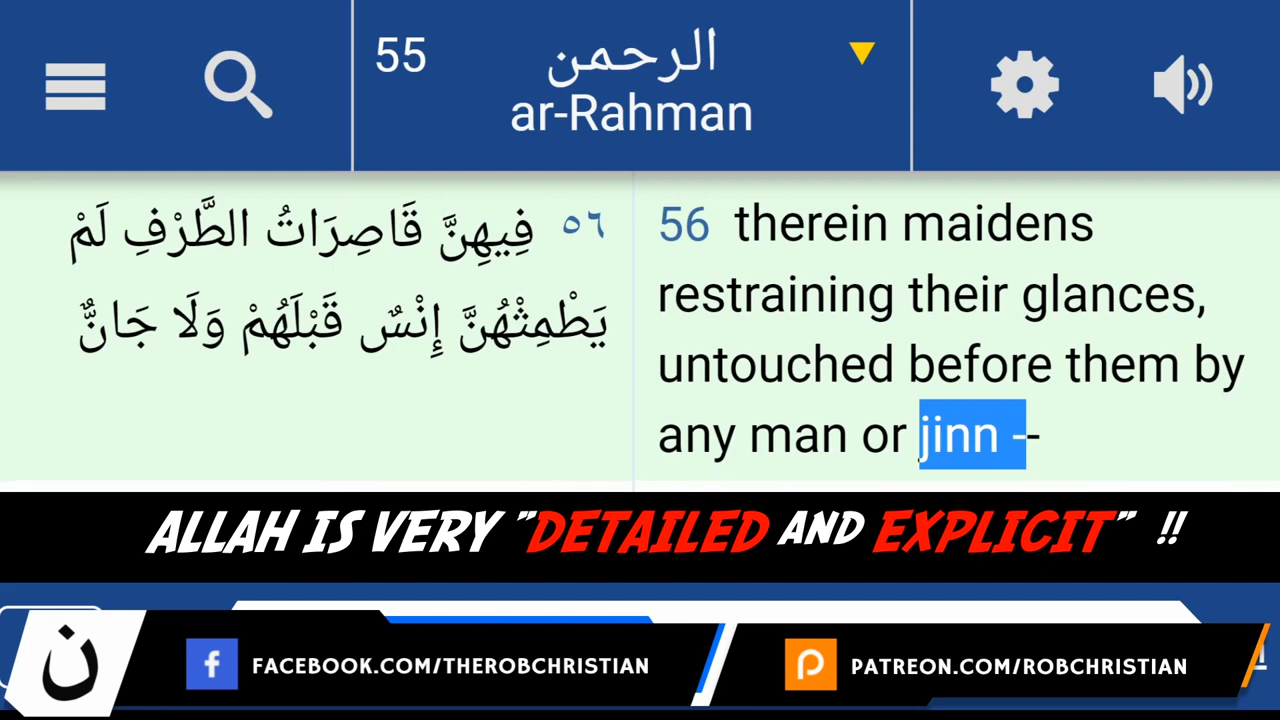 55
الرحمن
ar-Rahman
٥٦ فِيهِنَّ قَاصِرَاتُ الطَّرْفِ لَمْ
يَطْمِثْهُنَّ إِنْسٌ قَبْلَهُمْ وَلَا جَانٌّ
56 therein maidens
restraining their glances,
untouched before them by
any man or jinn --
ALLAH IS VERY "DETAILED AND EXPLICIT" !!
ن
FACEBOOK.COM/THEROBCHRISTIAN
PATREON.COM/ROBCHRISTIAN